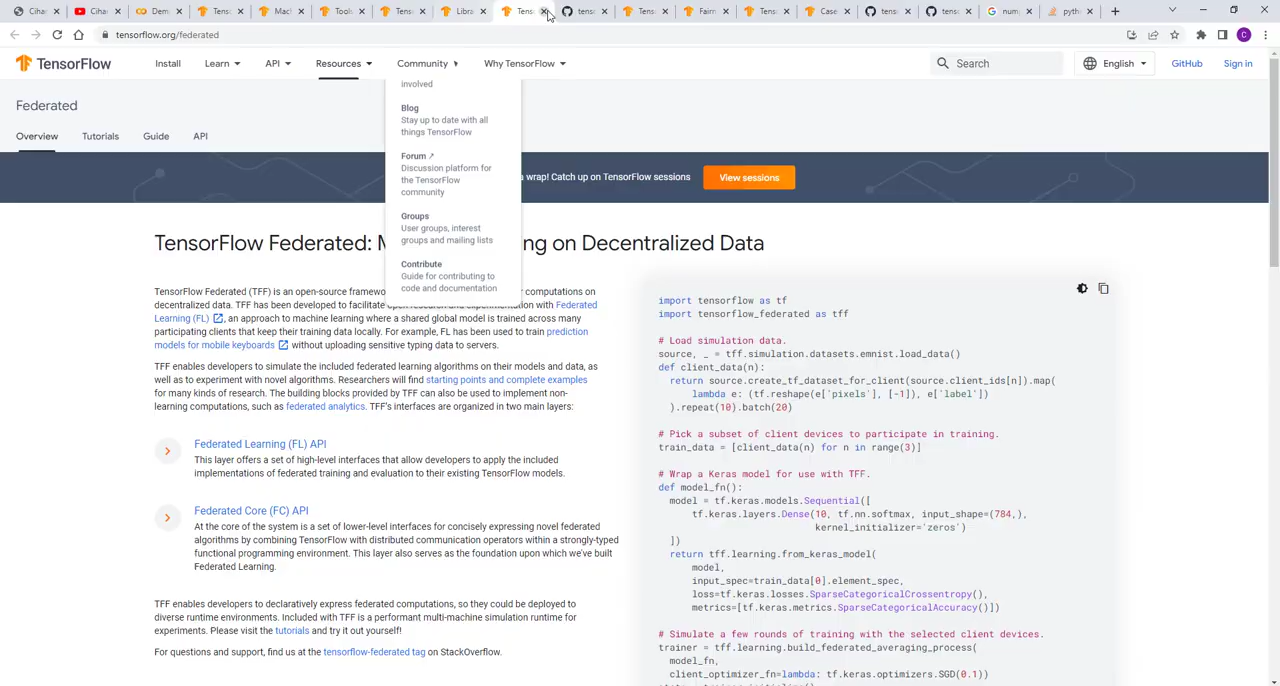 Ciha Ciha Dem Tens Mac Tools Tens Libra Tens tens Tens Fairn Tens Case tens tens num pyth
tensorflow.org/federated
TensorFlow Install Learn API Resources Community Why TensorFlow Search English GitHub Sign in
involved
Federated
Blog
Stay up to date with all
things TensorFlow
Overview Tutorials Guide API
Forum ↗
Discussion platform for
the TensorFlow
community
a wrap! Catch up on TensorFlow sessions View sessions
Groups
User groups, interest
groups and mailing lists
TensorFlow Federated: M ng on Decentralized Data
Contribute
Guide for contributing to
code and documentation
TensorFlow Federated (TFF) is an open-source framewo r computations on
decentralized data. TFF has been developed to facilitate open research and experimentation with Federated
Learning (FL), an approach to machine learning where a shared global model is trained across many
participating clients that keep their training data locally. For example, FL has been used to train prediction
models for mobile keyboards without uploading sensitive typing data to servers.
TFF enables developers to simulate the included federated learning algorithms on their models and data, as
well as to experiment with novel algorithms. Researchers will find starting points and complete examples
for many kinds of research. The building blocks provided by TFF can also be used to implement non-
learning computations, such as federated analytics. TFF's interfaces are organized in two main layers:
Federated Learning (FL) API
This layer offers a set of high-level interfaces that allow developers to apply the included
implementations of federated training and evaluation to their existing TensorFlow models.
Federated Core (FC) API
At the core of the system is a set of lower-level interfaces for concisely expressing novel federated
algorithms by combining TensorFlow with distributed communication operators within a strongly-typed
functional programming environment. This layer also serves as the foundation upon which we've built
Federated Learning.
TFF enables developers to declaratively express federated computations, so they could be deployed to
diverse runtime environments. Included with TFF is a performant multi-machine simulation runtime for
experiments. Please visit the tutorials and try it out yourself!
For questions and support, find us at the tensorflow-federated tag on StackOverflow.
import tensorflow as tf
import tensorflow_federated as tff
# Load simulation data.
source, _ = tff.simulation.datasets.emnist.load_data()
def client_data(n):
return source.create_tf_dataset_for_client(source.client_ids[n]).map(
lambda e: (tf.reshape(e['pixels'], [-1]), e['label'])
).repeat(10).batch(20)
# Pick a subset of client devices to participate in training.
train_data = [client_data(n) for n in range(3)]
# Wrap a Keras model for use with TFF.
def model_fn():
model = tf.keras.models.Sequential([
tf.keras.layers.Dense(10, tf.nn.softmax, input_shape=(784,),
kernel_initializer='zeros')
])
return tff.learning.from_keras_model(
model,
input_spec=train_data[0].element_spec,
loss=tf.keras.losses.SparseCategoricalCrossentropy(),
metrics=[tf.keras.metrics.SparseCategoricalAccuracy()])
# Simulate a few rounds of training with the selected client devices.
trainer = tff.learning.build_federated_averaging_process(
model_fn,
client_optimizer_fn=lambda: tf.keras.optimizers.SGD(0.1))